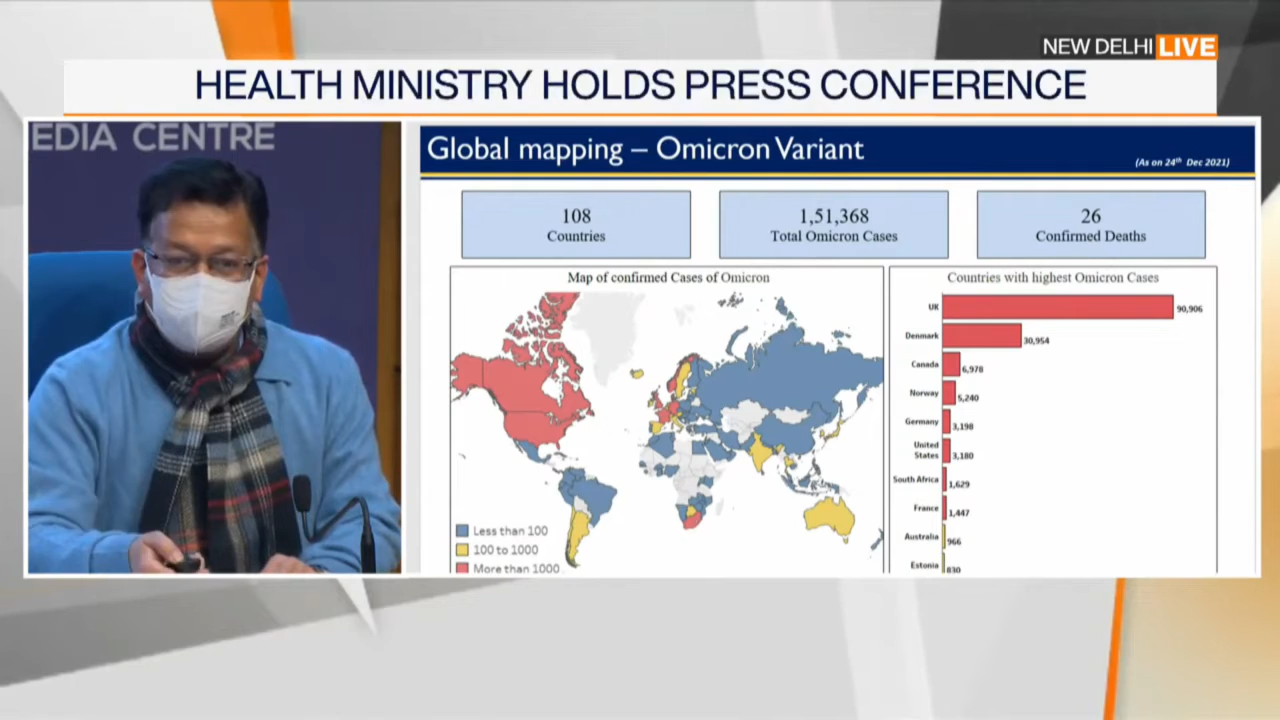 NEW DELHI LIVE
HEALTH MINISTRY HOLDS PRESS CONFERENCE
EDIA CENTRE
Global mapping – Omicron Variant
(As on 24th Dec 2021)
108
Countries
1,51,368
Total Omicron Cases
26
Confirmed Deaths
Map of confirmed Cases of Omicron
Less than 100
100 to 1000
More than 1000
Countries with highest Omicron Cases
UK 90,906
Denmark 30,954
Canada 6,978
Norway 5,240
Germany 3,198
United
States 3,180
South Africa 1,629
France 1,447
Australia 966
Estonia 830